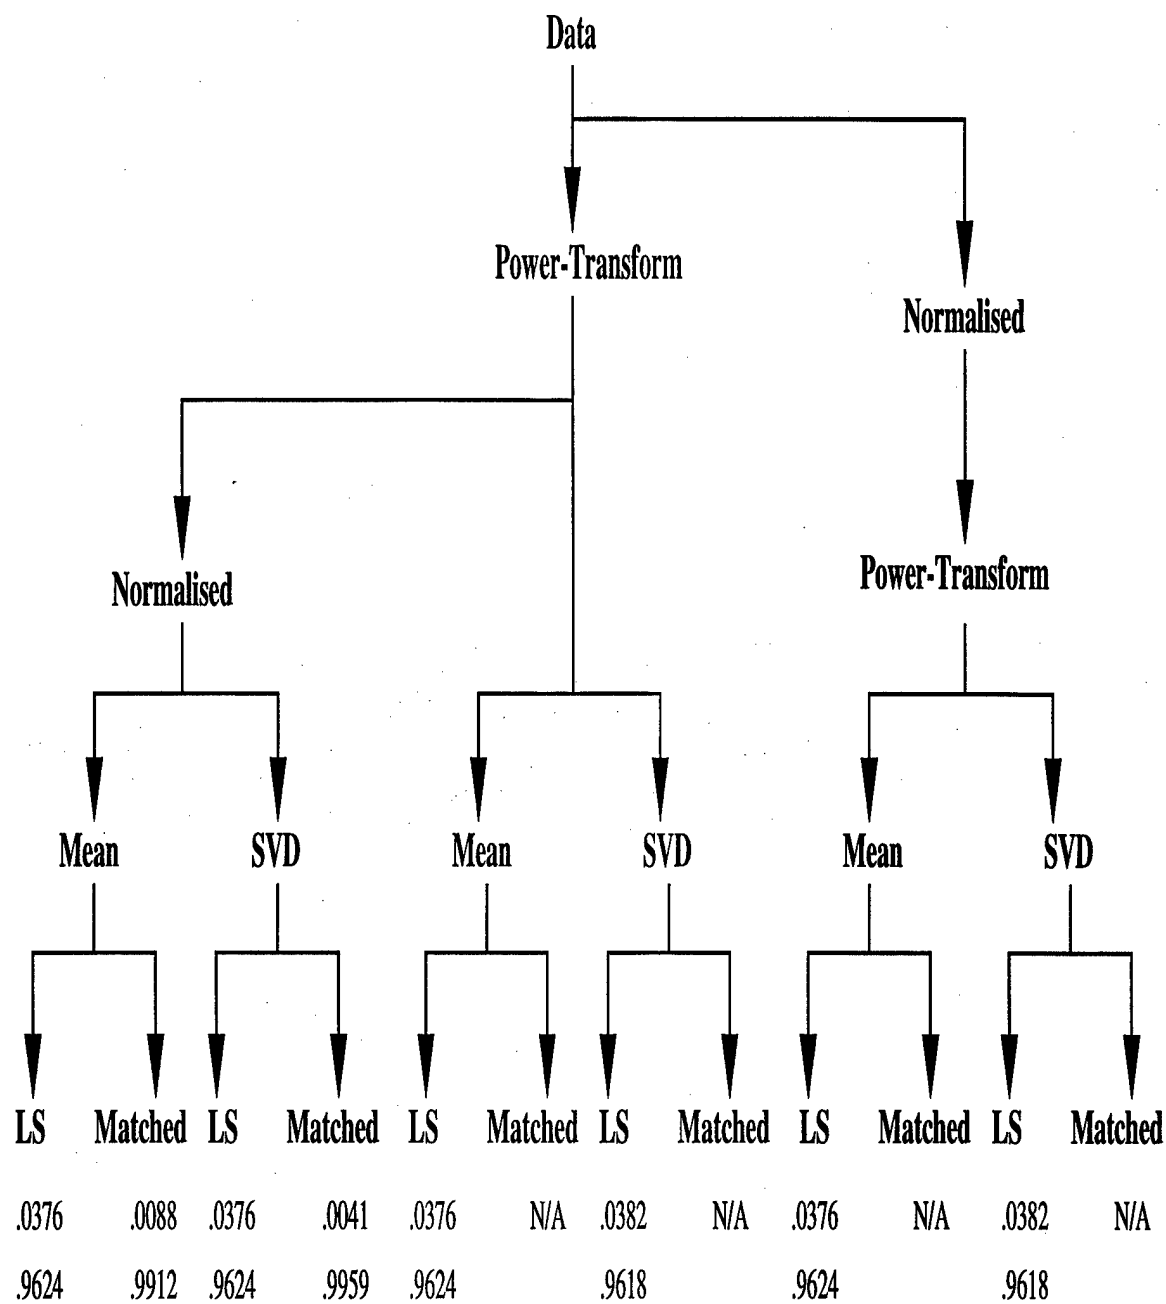 Data
Power-Transform
Normalised
Power-Transform
Normalised
Mean SVD Mean SVD Mean SVD
LS Matched LS Matched LS Matched LS Matched LS Matched LS Matched
.0376 .0088 .0376 .0041 .0376 N/A .0382 N/A .0376 N/A .0382 N/A
.9624 .9912 .9624 .9959 .9624 .9618 .9624 .9618